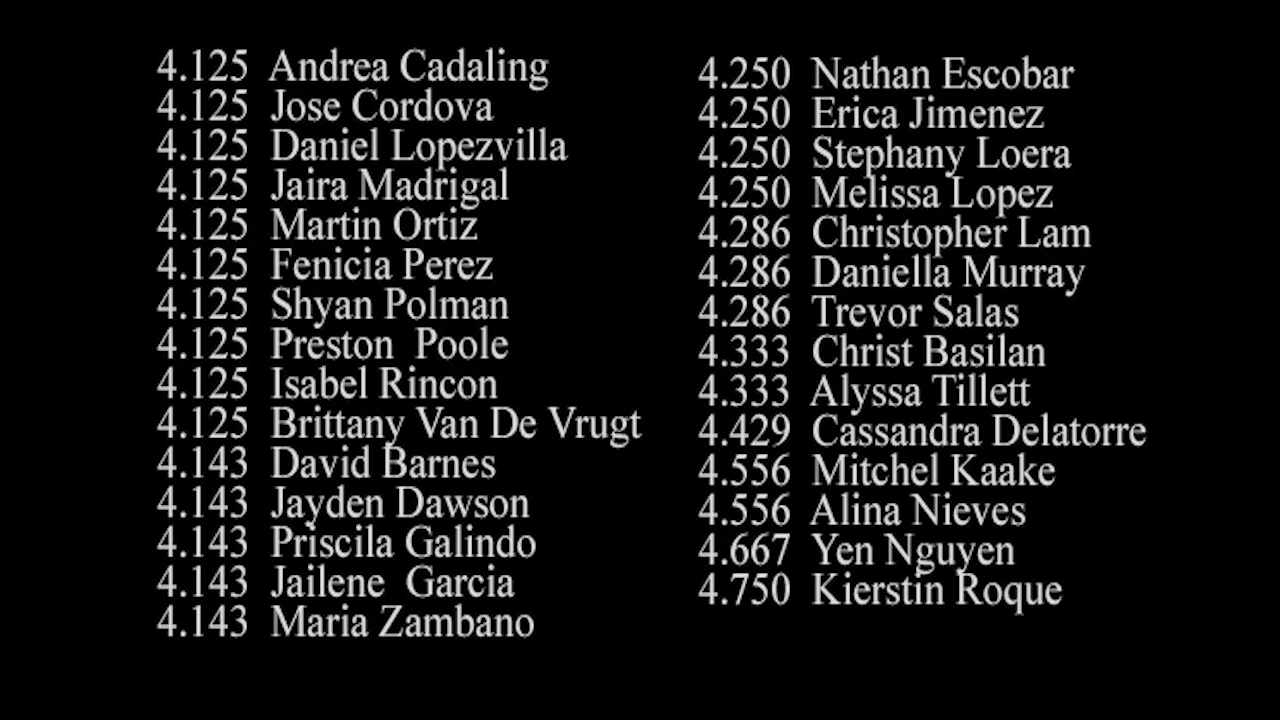 4.125 Andrea Cadaling
4.125 Jose Cordova
4.125 Daniel Lopezvilla
4.125 Jaira Madrigal
4.125 Martin Ortiz
4.125 Fenicia Perez
4.125 Shyan Polman
4.125 Preston  Poole
4.125 Isabel Rincon
4.125 Brittany Van De Vrugt
4.143 David Barnes
4.143 Jayden Dawson
4.143 Priscila Galindo
4.143 Jailene  Garcia
4.143 Maria Zambano
4.250 Nathan Escobar
4.250 Erica Jimenez
4.250 Stephany Loera
4.250 Melissa Lopez
4.286 Christopher Lam
4.286 Daniella Murray
4.286 Trevor Salas
4.333 Christ Basilan
4.333 Alyssa Tillett
4.429 Cassandra Delatorre
4.556 Mitchel Kaake
4.556 Alina Nieves
4.667 Yen Nguyen
4.750 Kierstin Roque